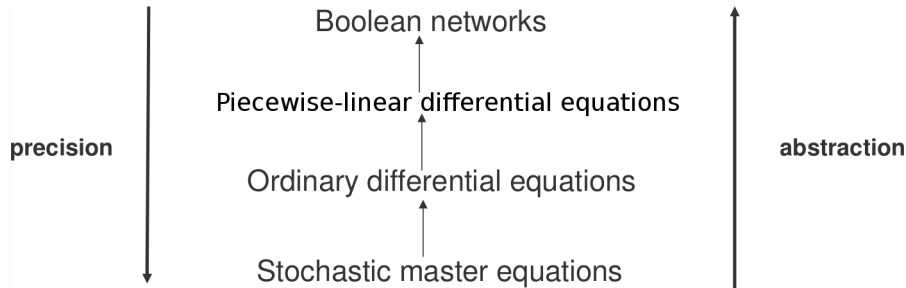 Boolean networks
Piecewise-linear differential equations
precision
abstraction
Ordinary differential equations
Stochastic master equations